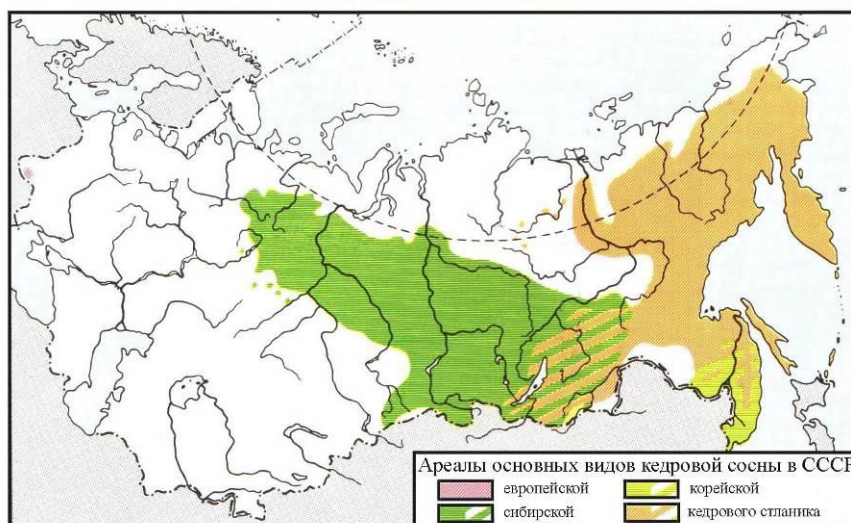 Ареалы основных видов кедровой сосны в СССР
европейской
корейской
сибирской
кедрового стланика